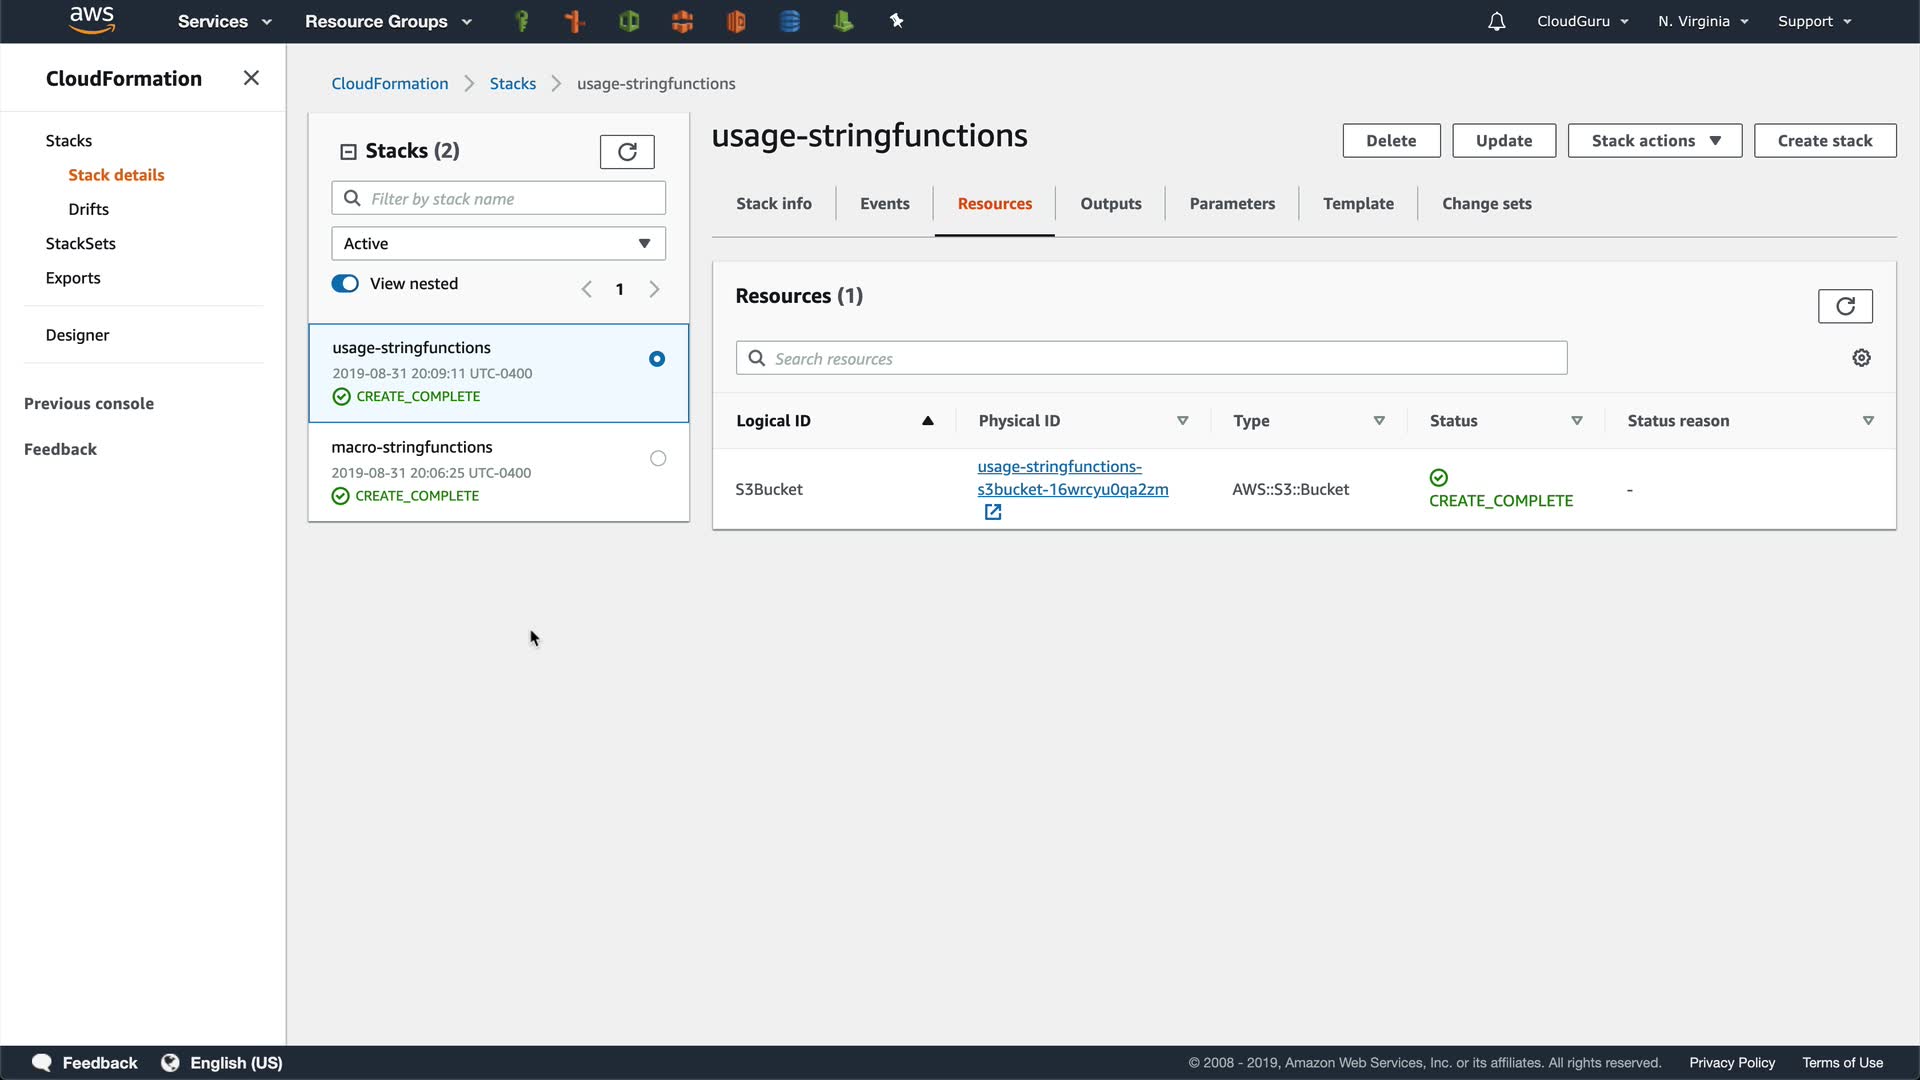 aws Services Resource Groups CloudGuru N. Virginia Support
CloudFormation
Stacks
Stack details
Drifts
StackSets
Exports
Designer
Previous console
Feedback
CloudFormation Stacks usage-stringfunctions
Stacks (2)
Filter by stack name
Active
View nested 1
usage-stringfunctions
2019-08-31 20:09:11 UTC-0400
CREATE_COMPLETE
macro-stringfunctions
2019-08-31 20:06:25 UTC-0400
CREATE_COMPLETE
usage-stringfunctions
Delete Update Stack actions Create stack
Stack info Events Resources Outputs Parameters Template Change sets
Resources (1)
Search resources
Logical ID Physical ID Type Status Status reason
S3Bucket usage-stringfunctions-
s3bucket-16wrcyu0qa2zm AWS::S3::Bucket CREATE_COMPLETE -
Feedback English (US) © 2008 - 2019, Amazon Web Services, Inc. or its affiliates. All rights reserved. Privacy Policy Terms of Use